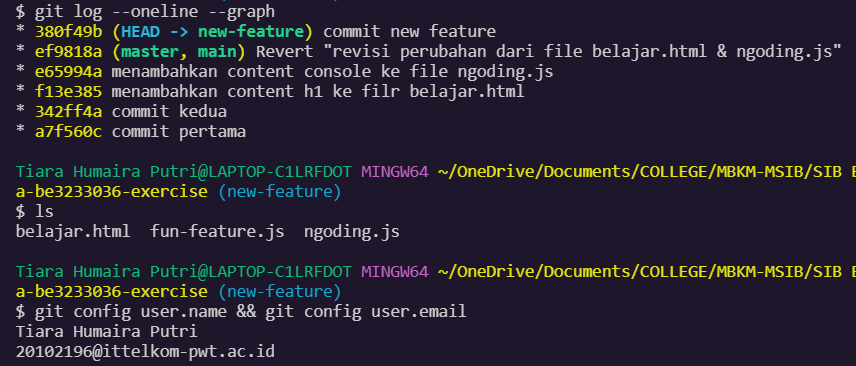 $ git log --oneline --graph
* 380f49b (HEAD -> new-feature) commit new feature
* ef9818a (master, main) Revert "revisi perubahan dari file belajar.html & ngoding.js"
* e65994a menambahkan content console ke file ngoding.js
* f13e385 menambahkan content h1 ke filr belajar.html
* 342ff4a commit kedua
* a7f560c commit pertama
Tiara Humaira Putri@LAPTOP-C1LRFDOT MINGW64 ~/OneDrive/Documents/COLLEGE/MBKM-MSIB/SIB
a-be3233036-exercise (new-feature)
$ ls
belajar.html  fun-feature.js  ngoding.js
Tiara Humaira Putri@LAPTOP-C1LRFDOT MINGW64 ~/OneDrive/Documents/COLLEGE/MBKM-MSIB/SIB
a-be3233036-exercise (new-feature)
$ git config user.name && git config user.email
Tiara Humaira Putri
20102196@ittelkom-pwt.ac.id